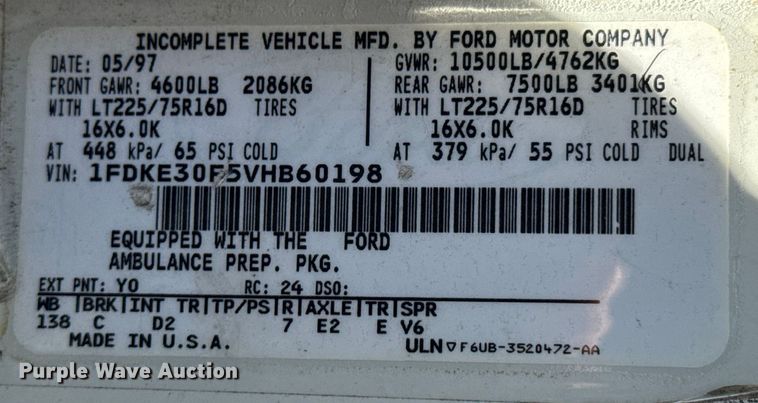 INCOMPLETE VEHICLE MFD. BY FORD MOTOR COMPANY
DATE: 05/97 GVWR: 10500LB/4762KG
FRONT GAWR: 4600LB 2086KG REAR GAWR: 7500LB 3401KG
WITH LT225/75R16D TIRES WITH LT225/75R16D TIRES
16X6.0K 16X6.0K RIMS
AT 448 kPa/ 65 PSI COLD AT 379 kPa/ 55 PSI COLD DUAL
VIN: 1FDKE30F5VHB60198
EQUIPPED WITH THE FORD
AMBULANCE PREP. PKG.
EXT PNT: YO RC: 24 DSO:
WB |BRK|INT TR|TP/PS|R|AXLE|TR|SPR
138 C D2 7 E2 E V6
MADE IN U.S.A. ULN ▽ F6UB-3520472-AA
Purple Wave Auction